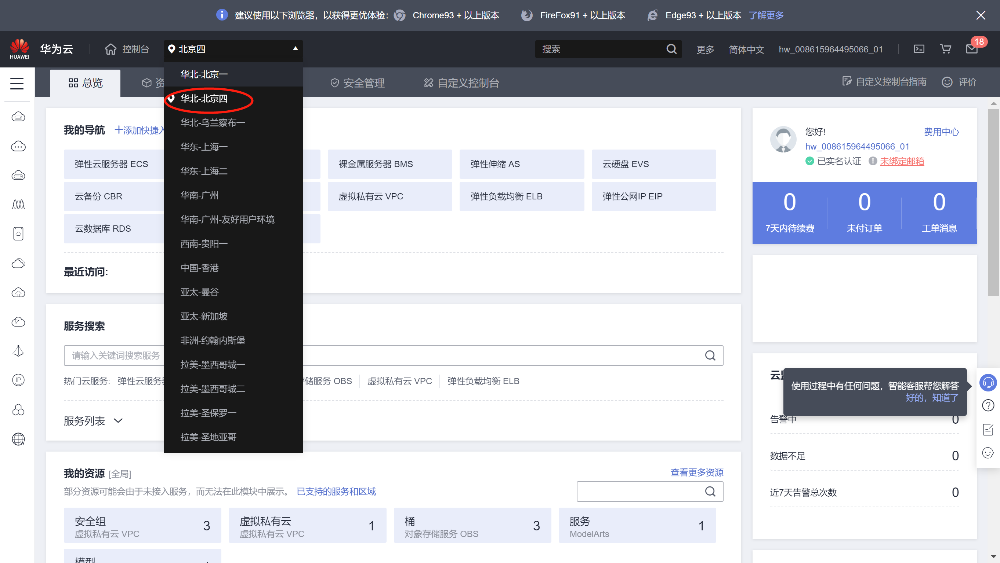 建议使用以下浏览器，以获得更优体验： Chrome93 + 以上版本 FireFox91 + 以上版本 Edge93 + 以上版本 了解更多
HUAWEI 华为云 控制台 北京四 搜索 更多 简体中文 hw_008615964495066_01 18
总览 资 安全管理 自定义控制台 自定义控制台指南 评价
华北-北京一
华北-北京四
华北-乌兰察布一
华东-上海一
华东-上海二
华南-广州
华南-广州-友好用户环境
西南-贵阳一
中国-香港
亚太-曼谷
亚太-新加坡
非洲-约翰内斯堡
拉美-墨西哥城一
拉美-墨西哥城二
拉美-圣保罗一
拉美-圣地亚哥
我的导航 添加快捷入
弹性云服务器 ECS 裸金属服务器 BMS 弹性伸缩 AS 云硬盘 EVS
云备份 CBR 虚拟私有云 VPC 弹性负载均衡 ELB 弹性公网IP EIP
云数据库 RDS
最近访问:
服务搜索
请输入关键词搜索服务
热门云服务: 弹性云服务器 储服务 OBS 虚拟私有云 VPC 弹性负载均衡 ELB
服务列表
我的资源 [全局] 查看更多资源
部分资源可能会由于未接入服务，而无法在此模块中展示。 已支持的服务和区域
安全组 3 虚拟私有云 1 桶 3 服务 1
虚拟私有云 VPC 虚拟私有云 VPC 对象存储服务 OBS ModelArts
模型
您好! 费用中心
hw_008615964495066_01
已实名认证 未绑定邮箱
0 0 0
7天内待续费 未付订单 工单消息
云
使用过程中有任何问题，智能客服帮您解答
好的，知道了
告警中 0
数据不足 0
近7天告警总次数 0
IP
W